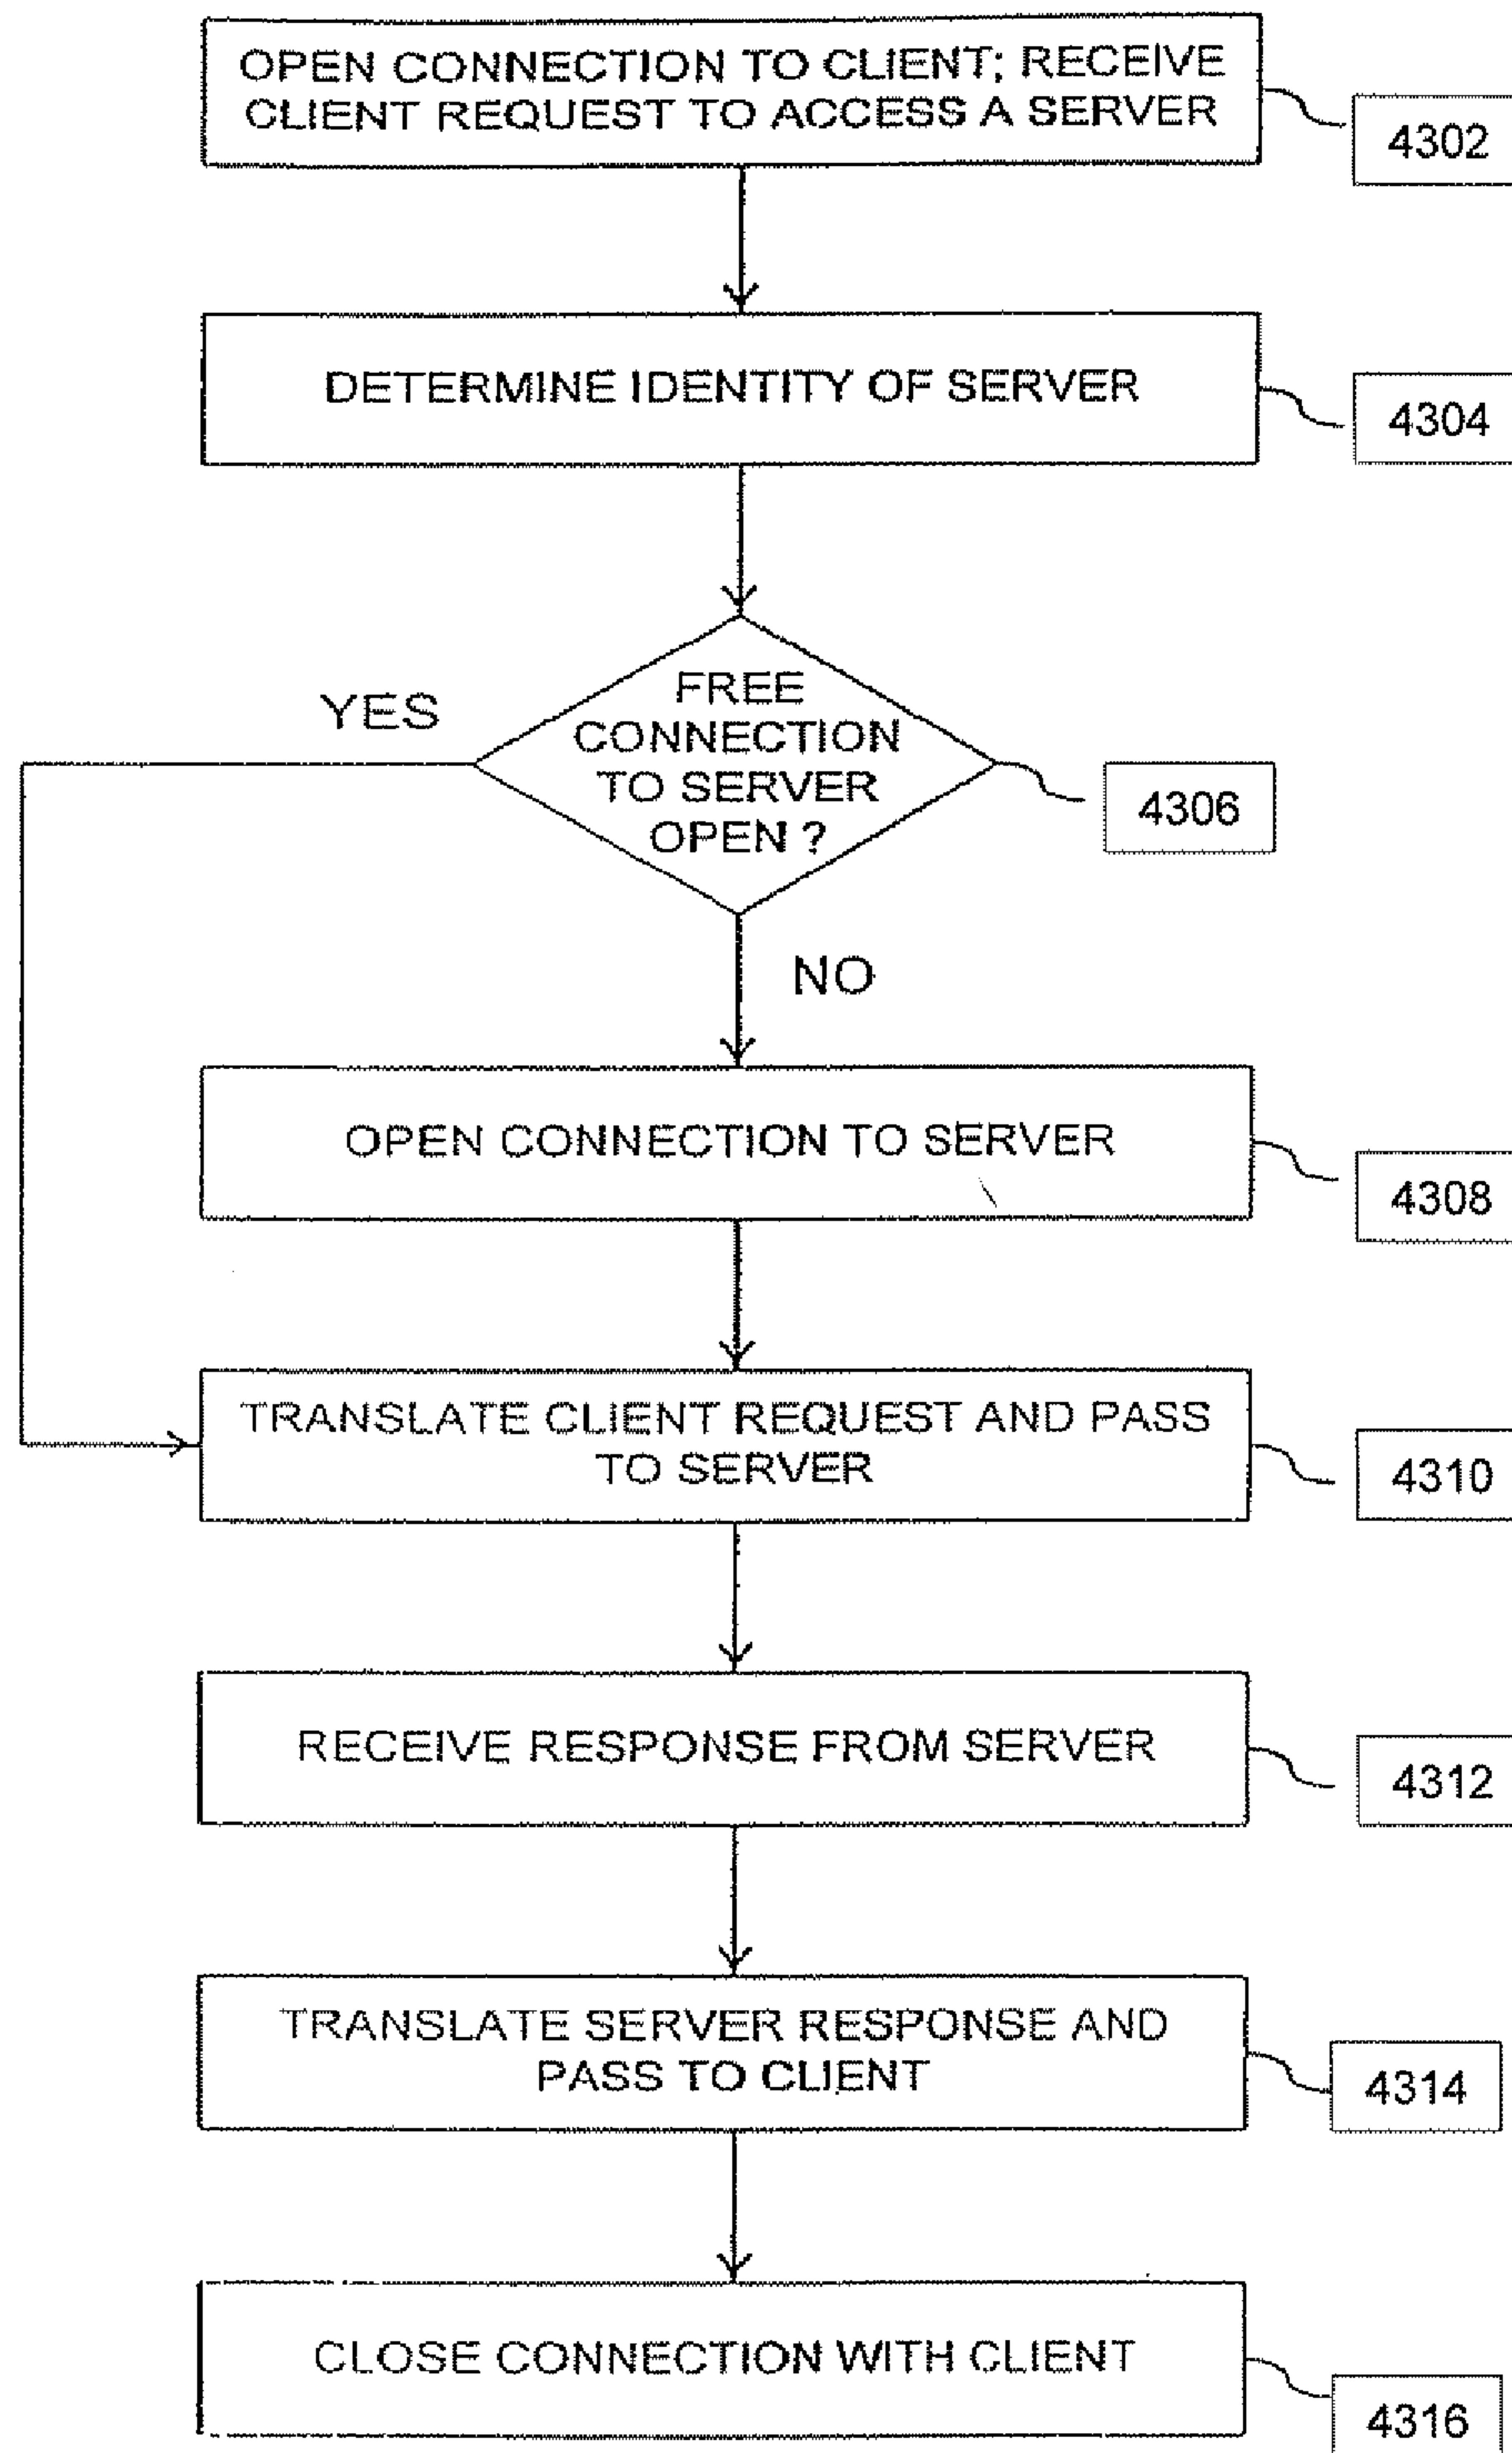 OPEN CONNECTION TO CLIENT; RECEIVE
CLIENT REQUEST TO ACCESS A SERVER
4302
DETERMINE IDENTITY OF SERVER
4304
FREE
CONNECTION
TO SERVER
OPEN ?
YES
4306
NO
OPEN CONNECTION TO SERVER
4308
TRANSLATE CLIENT REQUEST AND PASS
TO SERVER
4310
RECEIVE RESPONSE FROM SERVER
4312
TRANSLATE SERVER RESPONSE AND
PASS TO CLIENT
4314
CLOSE CONNECTION WITH CLIENT
4316